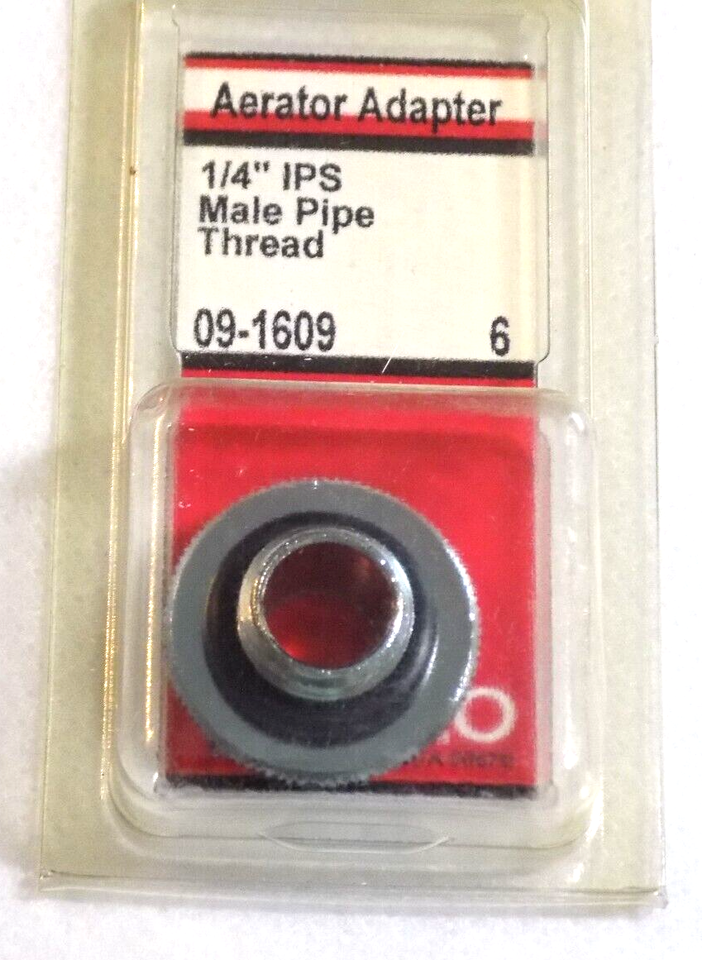 Aerator Adapter
1/4" IPS
Male Pipe
Thread
09-1609 6